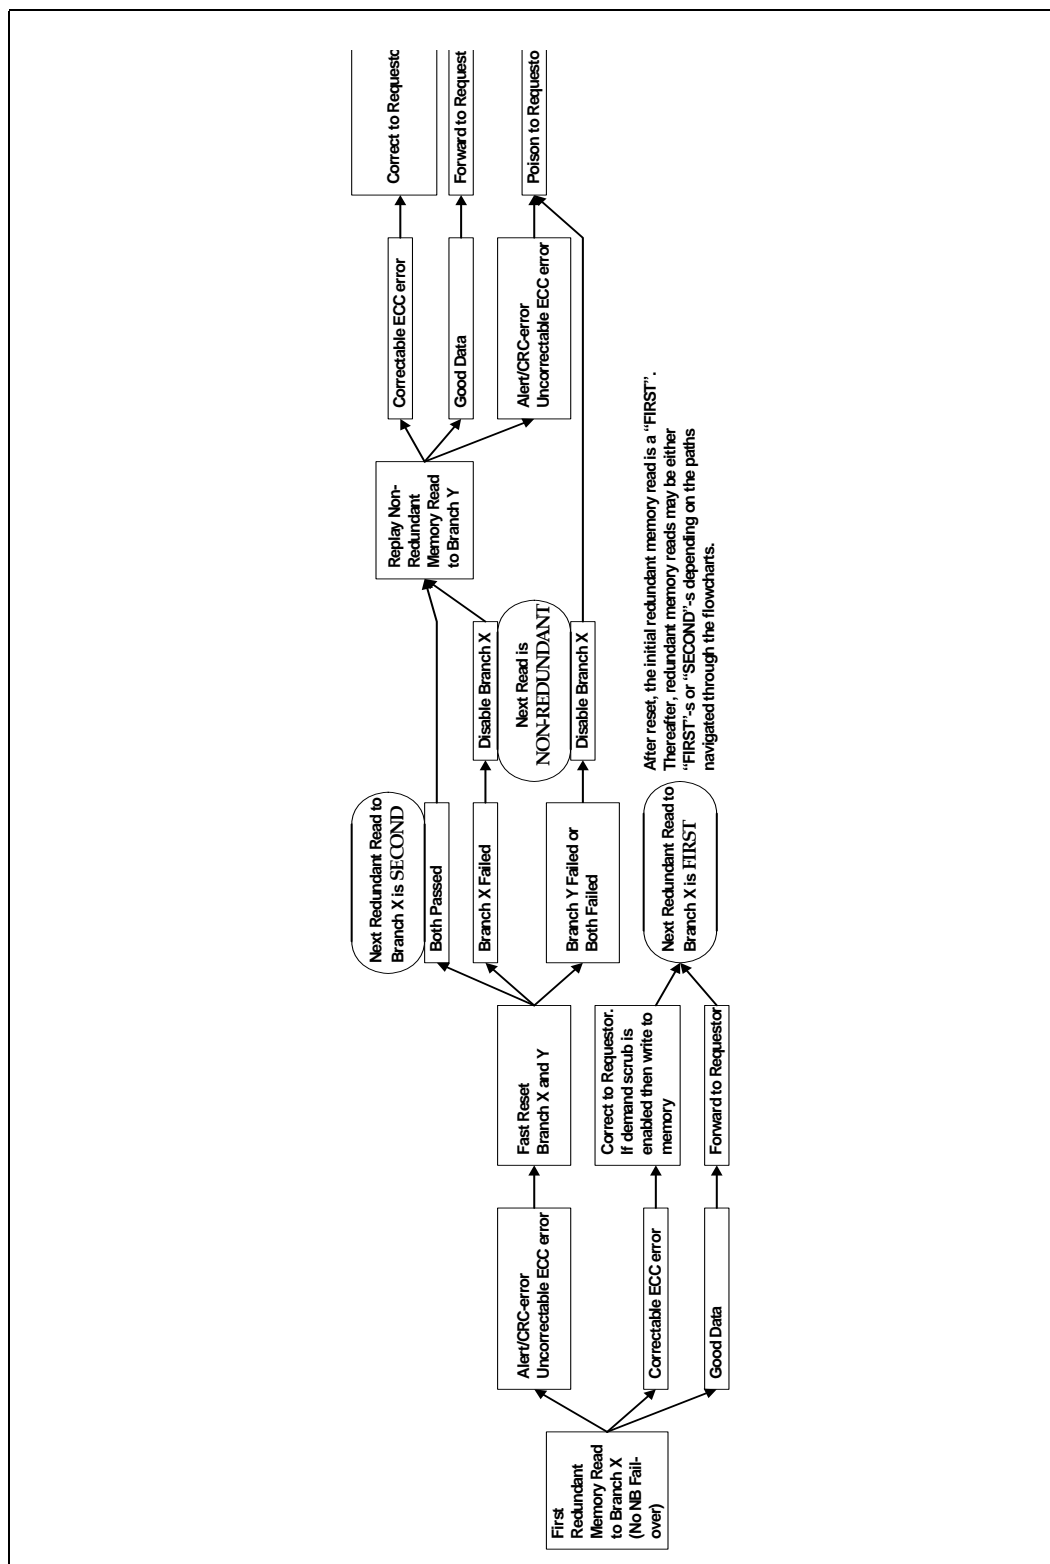 First
Redundant
Memory Read
to Branch X
(No NB Fail-
over)
Alert/CRC-error
Uncorrectable ECC error
Correctable ECC error
Good Data
Fast Reset
Branch X and Y
Correct to Requestor.
If demand scrub is
enabled then write to
memory
Forward to Requestor
Next Redundant Read to
Branch X is SECOND
Both Passed
Branch X Failed
Branch Y Failed or
Both Failed
Next Redundant Read to
Branch X is FIRST
Disable Branch X
Next Read is
NON-REDUNDANT
Disable Branch X
After reset, the initial redundant memory read is a “FIRST”.
Thereafter, redundant memory reads may be either
“FIRST”-s or “SECOND”-s depending on the paths
navigated through the flowcharts.
Replay Non-
Redundant
Memory Read
to Branch Y
Correctable ECC error
Good Data
Alert/CRC-error
Uncorrectable ECC error
Correct to Requesto
Forward to Request
Poison to Requesto